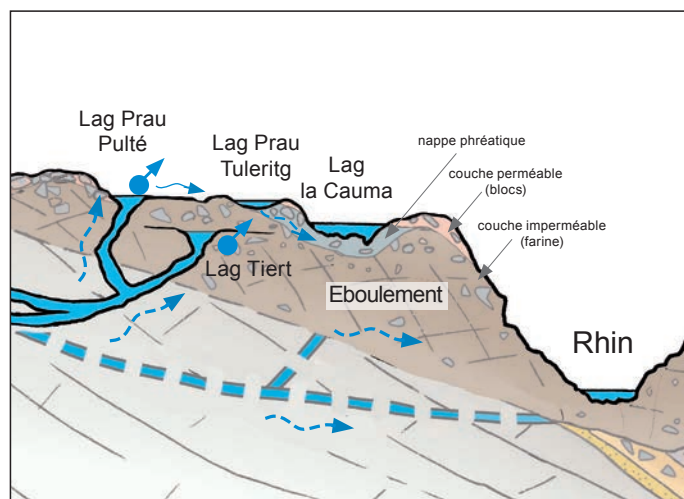 Lag Prau
Pulté
Lag Prau
Tuleritg
Lag
la Cauma
nappe phréatique
couche perméable
(blocs)
couche imperméable
(farine)
Lag Tiert
Eboulement
Rhin